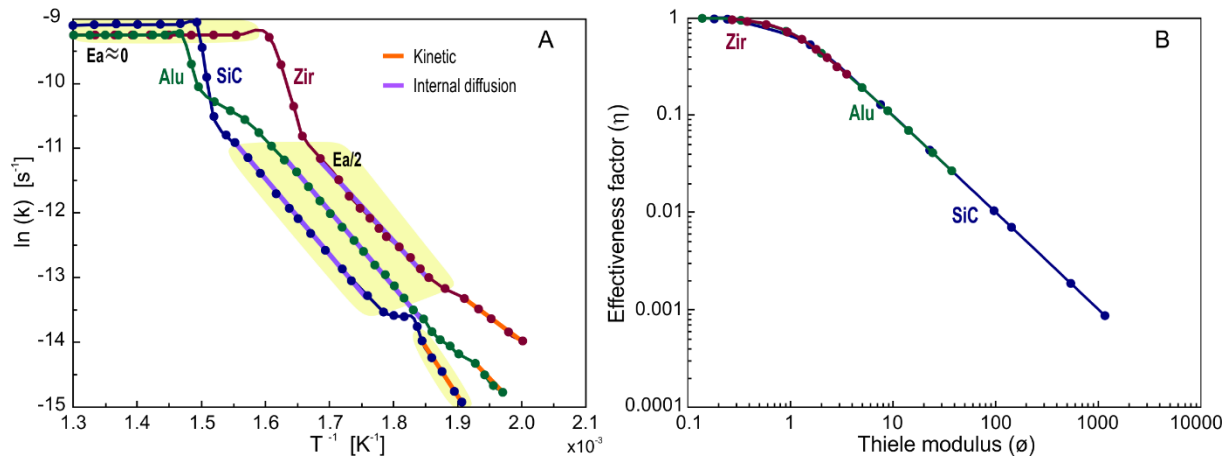 A
-9
-10
-11
-12
-13
-14
-15
ln (k) [s⁻¹]
Ea≈0
Alu
SiC
Zir
Kinetic
Internal diffusion
Ea/2
1.3 1.4 1.5 1.6 1.7 1.8 1.9 2.0 2.1
T⁻¹ [K⁻¹]
x10⁻³
B
1
0.1
0.01
0.001
0.0001
Effectiveness factor (η)
Zir
Alu
SiC
0.1 1 10 100 1000 10000
Thiele modulus (ø)